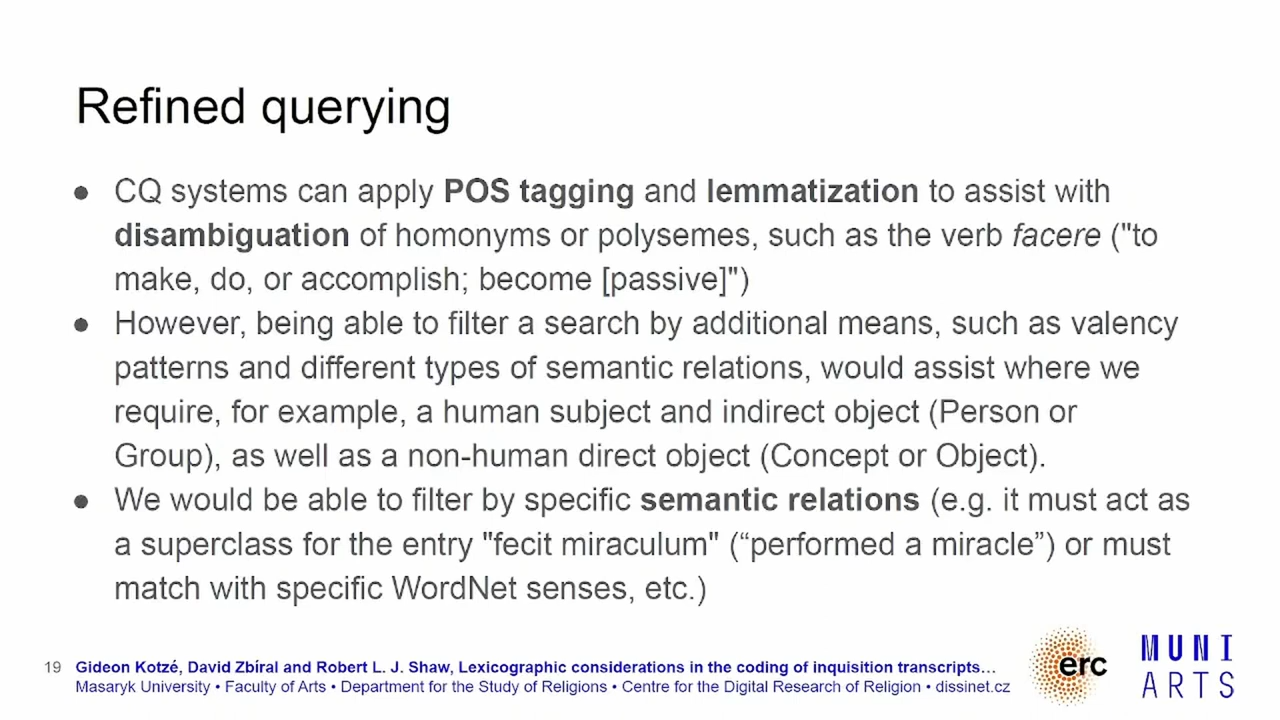 Refined querying
● CQ systems can apply POS tagging and lemmatization to assist with
disambiguation of homonyms or polysemes, such as the verb facere ("to
make, do, or accomplish; become [passive]")
● However, being able to filter a search by additional means, such as valency
patterns and different types of semantic relations, would assist where we
require, for example, a human subject and indirect object (Person or
Group), as well as a non-human direct object (Concept or Object).
● We would be able to filter by specific semantic relations (e.g. it must act as
a superclass for the entry "fecit miraculum" (“performed a miracle”) or must
match with specific WordNet senses, etc.)
19 Gideon Kotzé, David Zbíral and Robert L. J. Shaw, Lexicographic considerations in the coding of inquisition transcripts…
Masaryk University • Faculty of Arts • Department for the Study of Religions • Centre for the Digital Research of Religion • dissinet.cz
erc
MUNI
ARTS